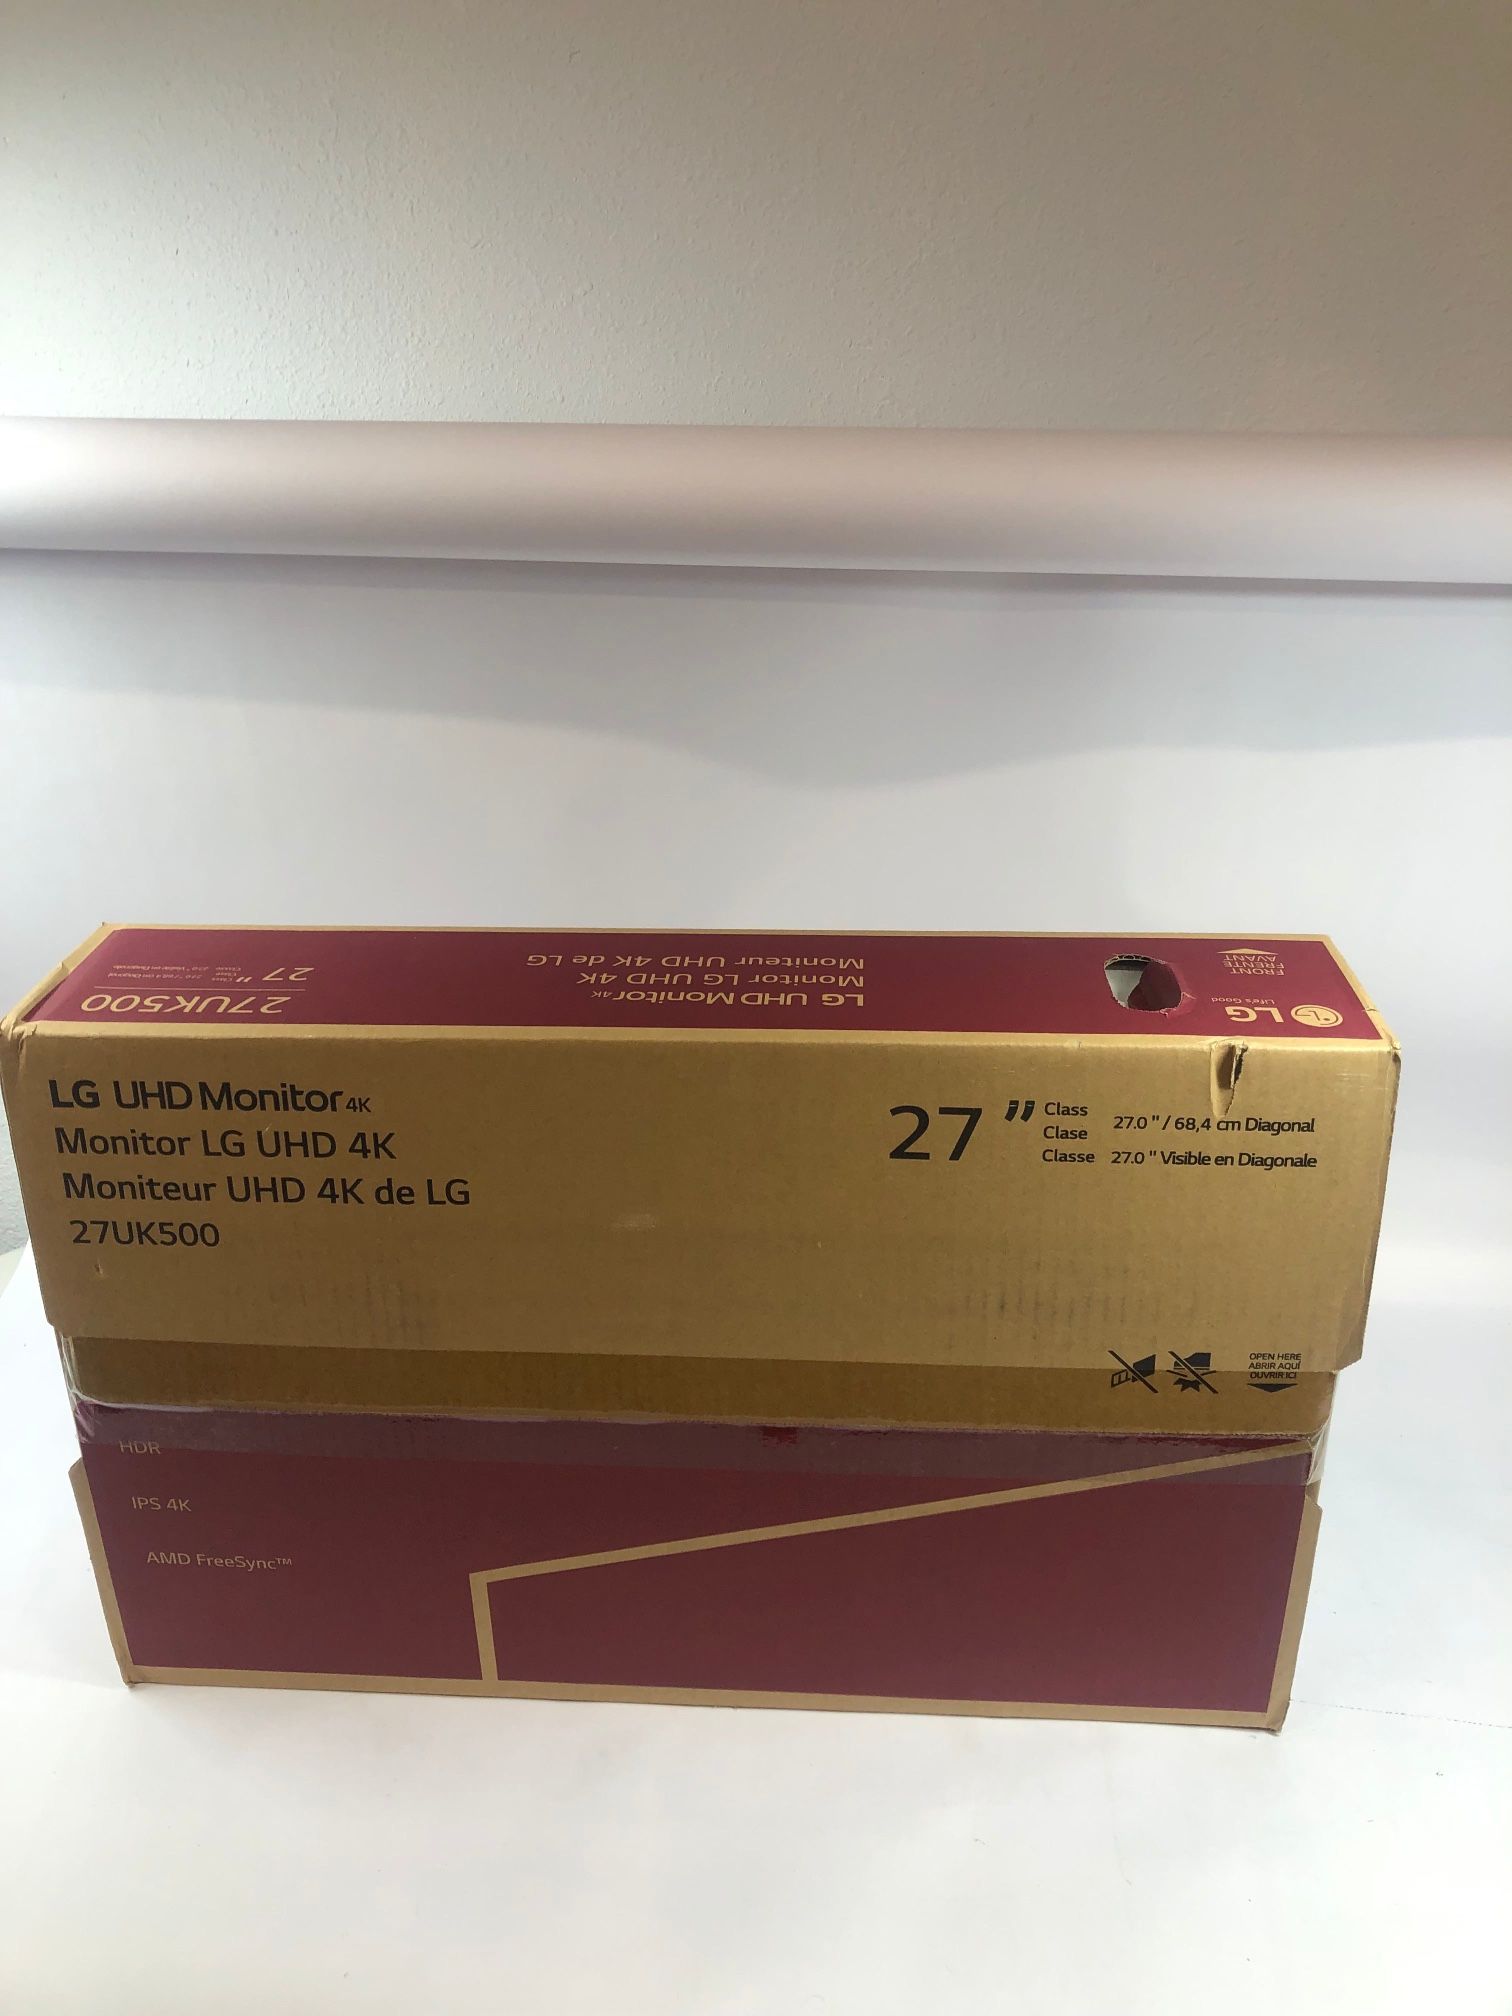 FRONT
FRENTE
AVANT
LG
Life's Good
LG UHD Monitor 4K
Monitor LG UHD 4K
Moniteur UHD 4K de LG
27UK500
27 "
LG UHD Monitor 4K
Monitor LG UHD 4K
Moniteur UHD 4K de LG
27UK500
27 "
Class
Clase
Classe
27.0 " / 68,4 cm Diagonal
27.0 " Visible en Diagonale
OPEN HERE
ABRIR AQUÍ
OUVRIR ICI
HDR
IPS 4K
AMD FreeSync™